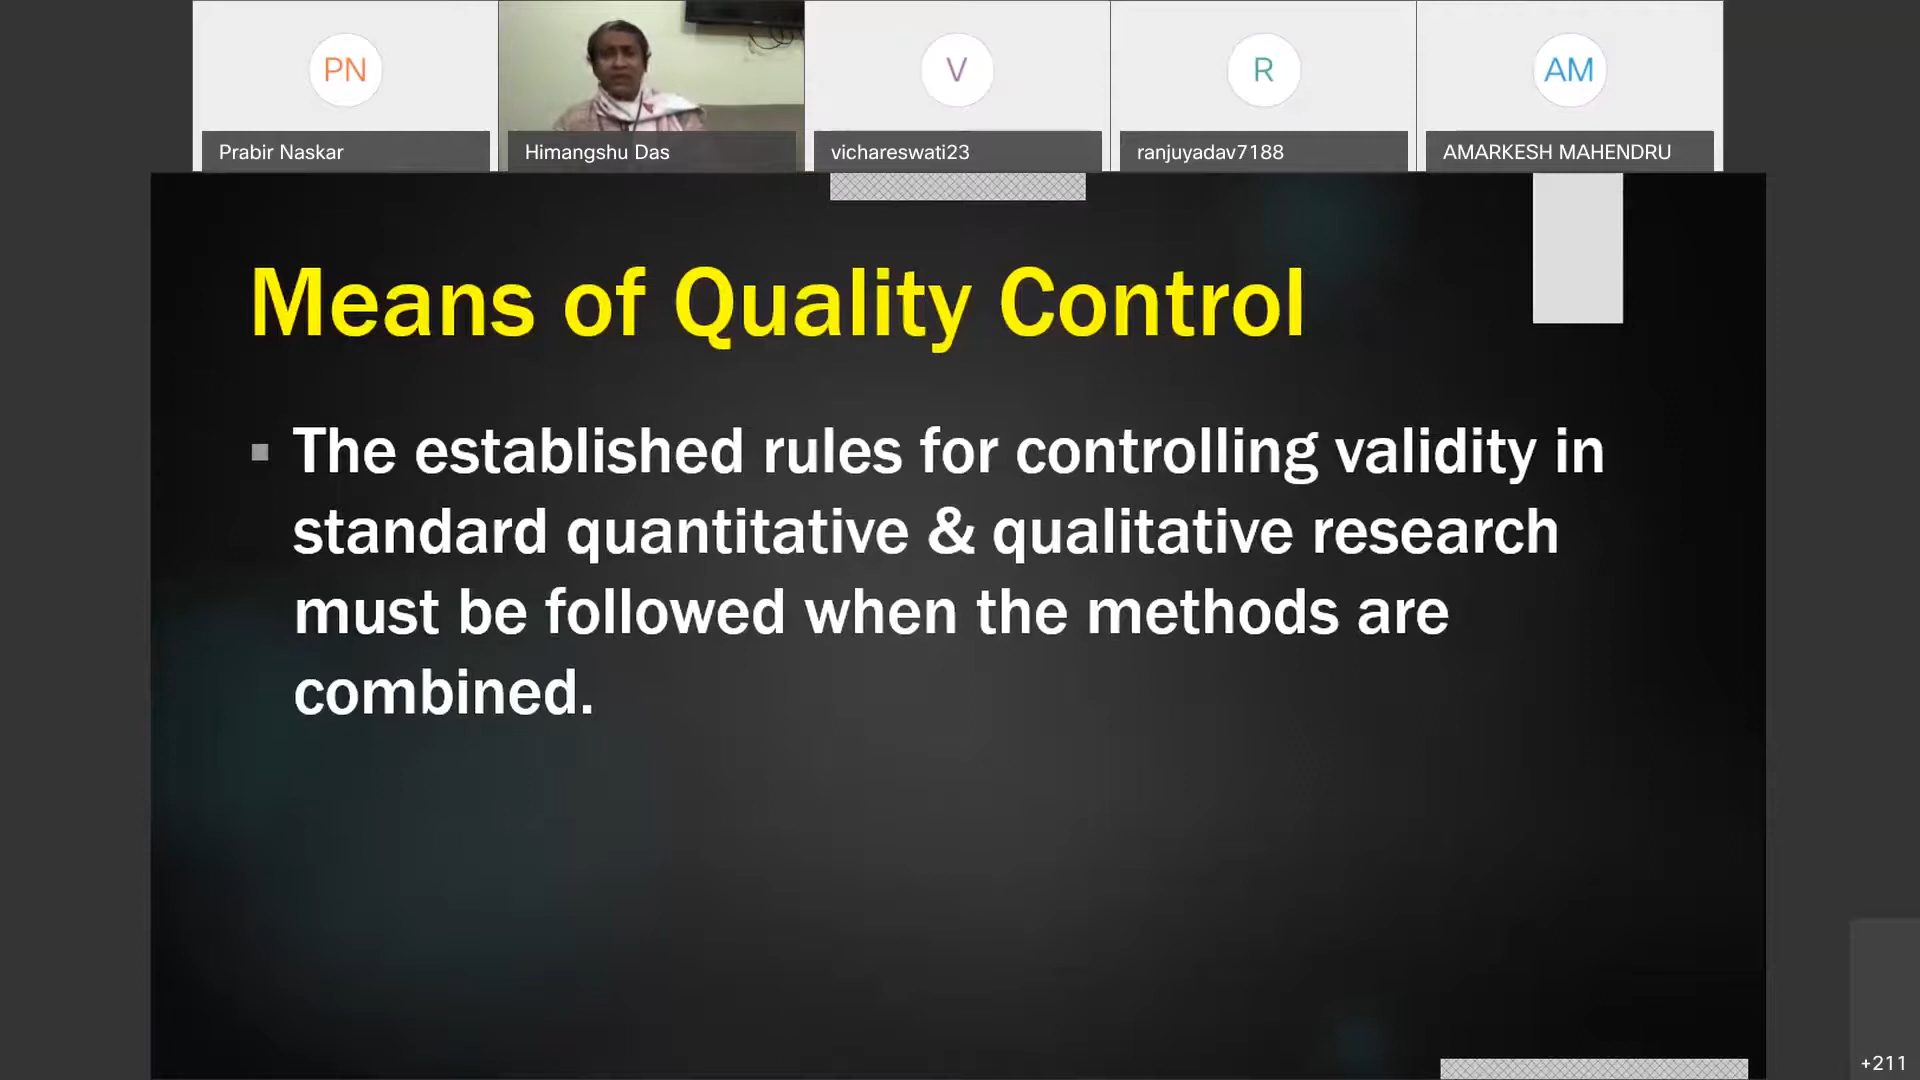 PN
V
R
AM
Prabir Naskar
Himangshu Das
vichareswati23
ranjuyadav7188
AMARKESH MAHENDRU
Means of Quality Control
The established rules for controlling validity in
standard quantitative & qualitative research
must be followed when the methods are
combined.
+211